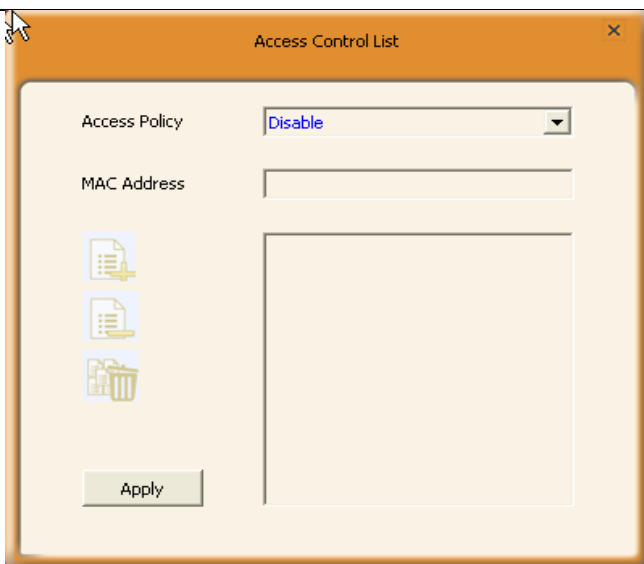 Access Control List
Access Policy
Disable
MAC Address
Apply